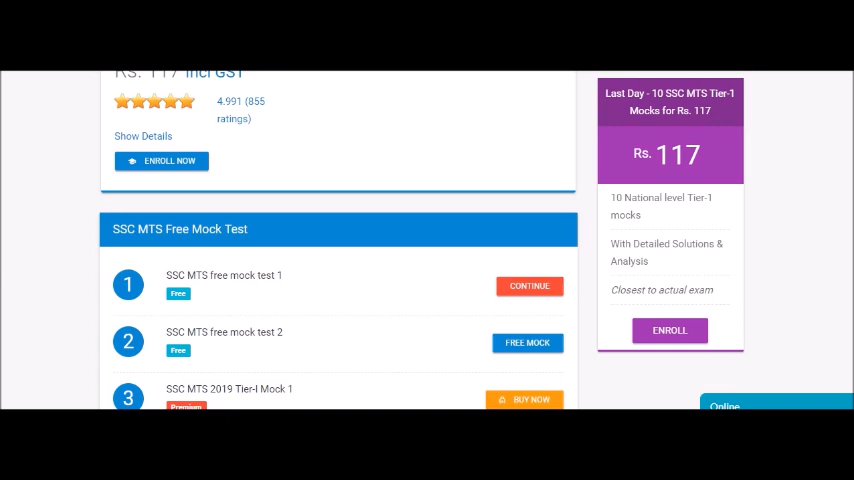 Rs. 117 incl GST
4.991 (855
ratings)
Show Details
ENROLL NOW
SSC MTS Free Mock Test
1
SSC MTS free mock test 1
Free
CONTINUE
2
SSC MTS free mock test 2
Free
FREE MOCK
3
SSC MTS 2019 Tier-I Mock 1
Premium
BUY NOW
Last Day - 10 SSC MTS Tier-1
Mocks for Rs. 117
Rs. 117
10 National level Tier-1
mocks
With Detailed Solutions &
Analysis
Closest to actual exam
ENROLL
Online